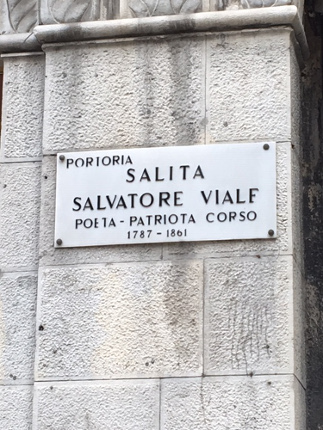 PORTORIA
SALITA
SALVATORE VIALE
POETA - PATRIOTA CORSO
1787 - 1861